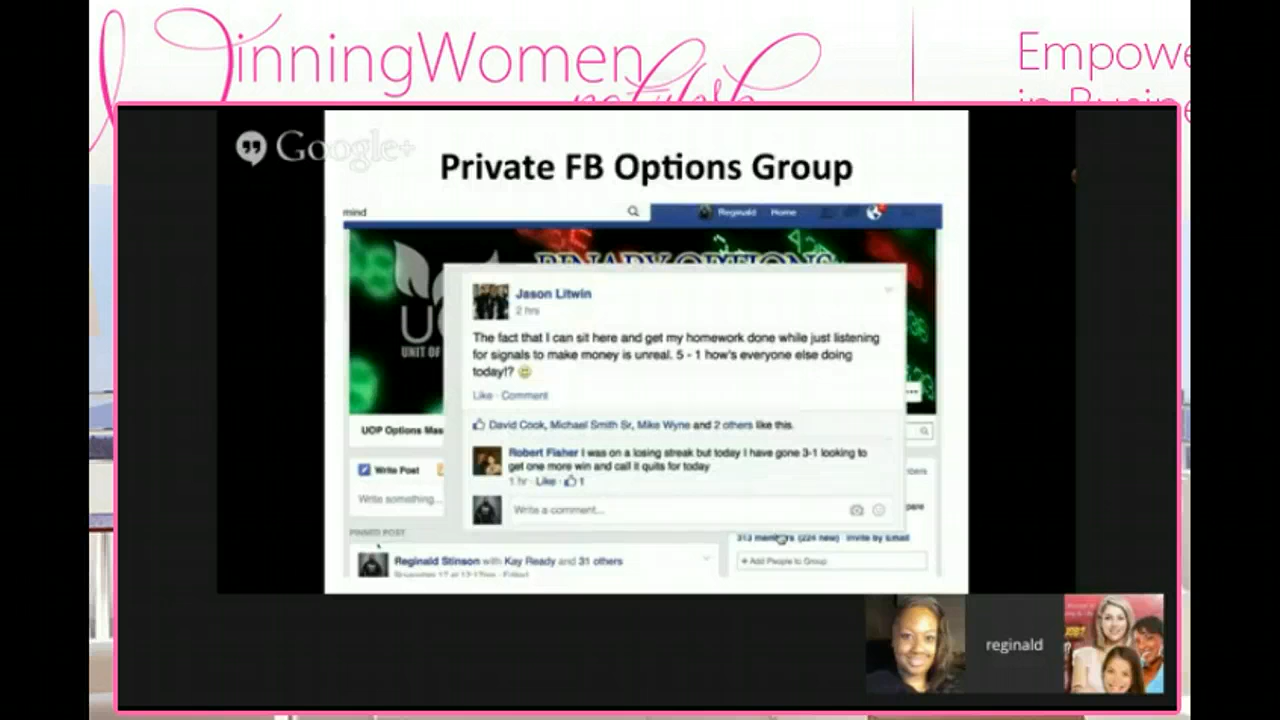 WinningWomen
Empowe
Google+
Private FB Options Group
mind
Reginald Home
BINARY OPTIONS
Jason Litwin
2 hrs
The fact that I can sit here and get my homework done while just listening
for signals to make money is unreal. 5 - 1 how's everyone else doing
today!?
Like · Comment
UNIT OF
David Cook, Michael Smith Sr, Mike Wyne and 2 others like this.
UOP Options Mas
Robert Fisher I was on a losing streak but today I have gone 3-1 looking to
get one more win and call it quits for today
1 hr · Like · 1
Write Post
Write something...
Write a comment...
PINNED POST
313 members (224 new) Invite by Email
+ Add People to Group
Reginald Stinson with Kay Ready and 31 others
reginald